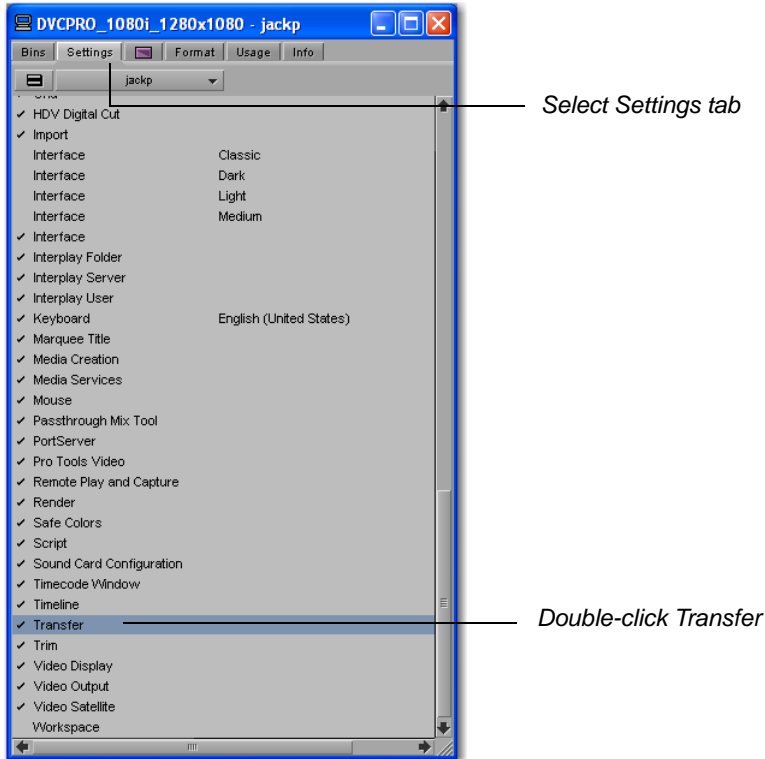 DVCPRO_1080i_1280x1080 - jackp
Bins Settings Format Usage Info
jackp
Select Settings tab
✓ HDV Digital Cut
✓ Import
Interface Classic
Interface Dark
Interface Light
Interface Medium
✓ Interface
✓ Interplay Folder
✓ Interplay Server
✓ Interplay User
✓ Keyboard English (United States)
✓ Marquee Title
✓ Media Creation
✓ Media Services
✓ Mouse
✓ Passthrough Mix Tool
✓ PortServer
✓ Pro Tools Video
✓ Remote Play and Capture
✓ Render
✓ Safe Colors
✓ Script
✓ Sound Card Configuration
✓ Timecode Window
✓ Timeline
✓ Transfer
Double-click Transfer
✓ Trim
✓ Video Display
✓ Video Output
✓ Video Satellite
Workspace